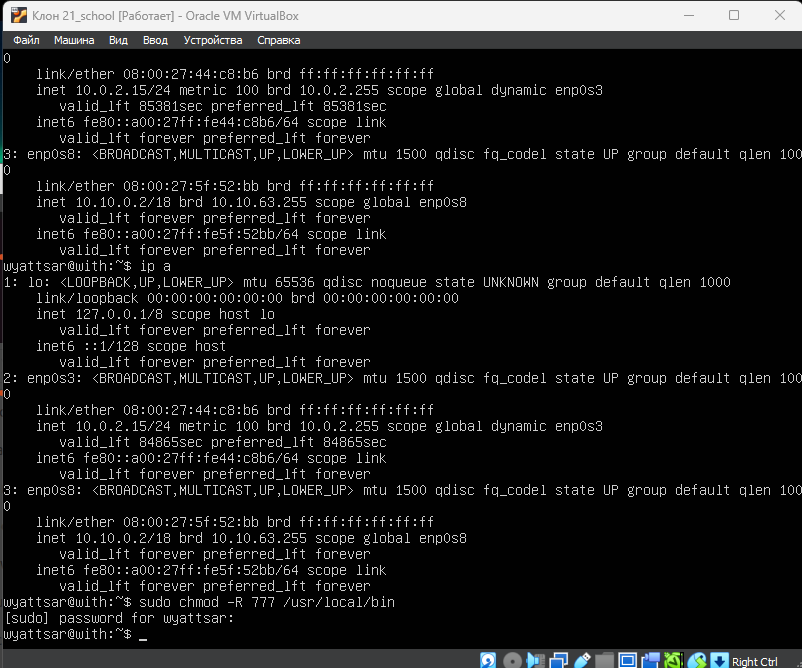 Клон 21_school [Работает] - Oracle VM VirtualBox
Файл Машина Вид Ввод Устройства Справка
0
    link/ether 08:00:27:44:c8:b6 brd ff:ff:ff:ff:ff:ff
    inet 10.0.2.15/24 metric 100 brd 10.0.2.255 scope global dynamic enp0s3
       valid_lft 85381sec preferred_lft 85381sec
    inet6 fe80::a00:27ff:fe44:c8b6/64 scope link
       valid_lft forever preferred_lft forever
3: enp0s8: <BROADCAST,MULTICAST,UP,LOWER_UP> mtu 1500 qdisc fq_codel state UP group default qlen 100
0
    link/ether 08:00:27:5f:52:bb brd ff:ff:ff:ff:ff:ff
    inet 10.10.0.2/18 brd 10.10.63.255 scope global enp0s8
       valid_lft forever preferred_lft forever
    inet6 fe80::a00:27ff:fe5f:52bb/64 scope link
       valid_lft forever preferred_lft forever
wyattsar@with:~$ ip a
1: lo: <LOOPBACK,UP,LOWER_UP> mtu 65536 qdisc noqueue state UNKNOWN group default qlen 1000
    link/loopback 00:00:00:00:00:00 brd 00:00:00:00:00:00
    inet 127.0.0.1/8 scope host lo
       valid_lft forever preferred_lft forever
    inet6 ::1/128 scope host
       valid_lft forever preferred_lft forever
2: enp0s3: <BROADCAST,MULTICAST,UP,LOWER_UP> mtu 1500 qdisc fq_codel state UP group default qlen 100
0
    link/ether 08:00:27:44:c8:b6 brd ff:ff:ff:ff:ff:ff
    inet 10.0.2.15/24 metric 100 brd 10.0.2.255 scope global dynamic enp0s3
       valid_lft 84865sec preferred_lft 84865sec
    inet6 fe80::a00:27ff:fe44:c8b6/64 scope link
       valid_lft forever preferred_lft forever
3: enp0s8: <BROADCAST,MULTICAST,UP,LOWER_UP> mtu 1500 qdisc fq_codel state UP group default qlen 100
0
    link/ether 08:00:27:5f:52:bb brd ff:ff:ff:ff:ff:ff
    inet 10.10.0.2/18 brd 10.10.63.255 scope global enp0s8
       valid_lft forever preferred_lft forever
    inet6 fe80::a00:27ff:fe5f:52bb/64 scope link
       valid_lft forever preferred_lft forever
wyattsar@with:~$ sudo chmod -R 777 /usr/local/bin
[sudo] password for wyattsar:
wyattsar@with:~$ _
Right Ctrl